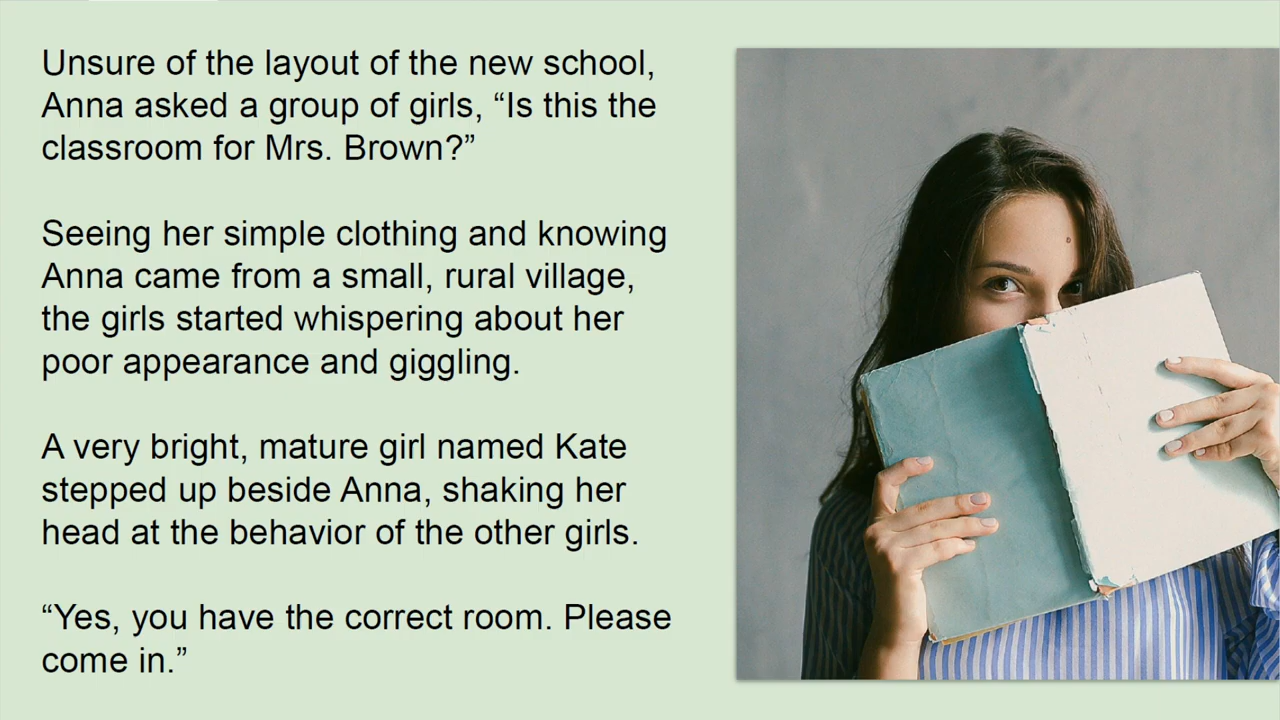 Unsure of the layout of the new school,
Anna asked a group of girls, “Is this the
classroom for Mrs. Brown?”
Seeing her simple clothing and knowing
Anna came from a small, rural village,
the girls started whispering about her
poor appearance and giggling.
A very bright, mature girl named Kate
stepped up beside Anna, shaking her
head at the behavior of the other girls.
“Yes, you have the correct room. Please
come in.”